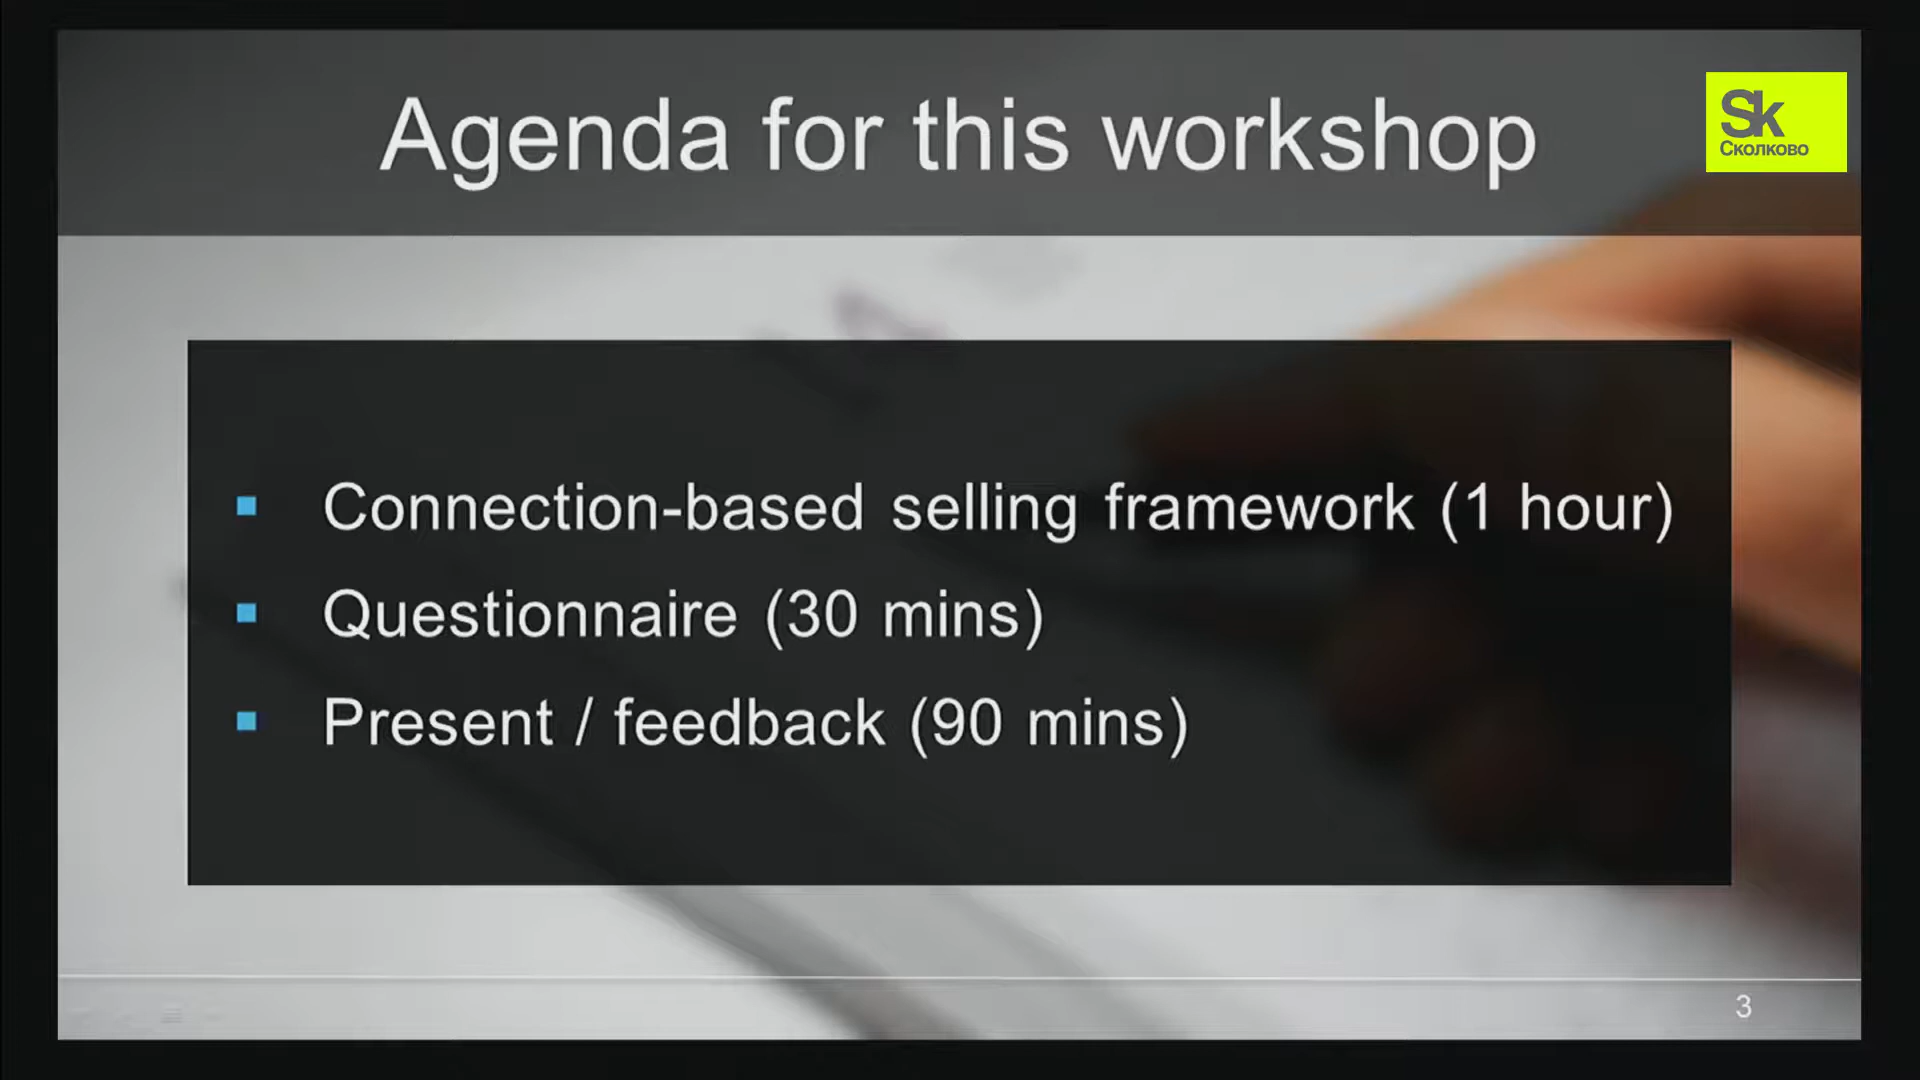 Agenda for this workshop
Sk
Сколково
Connection-based selling framework (1 hour)
Questionnaire (30 mins)
Present / feedback (90 mins)
3